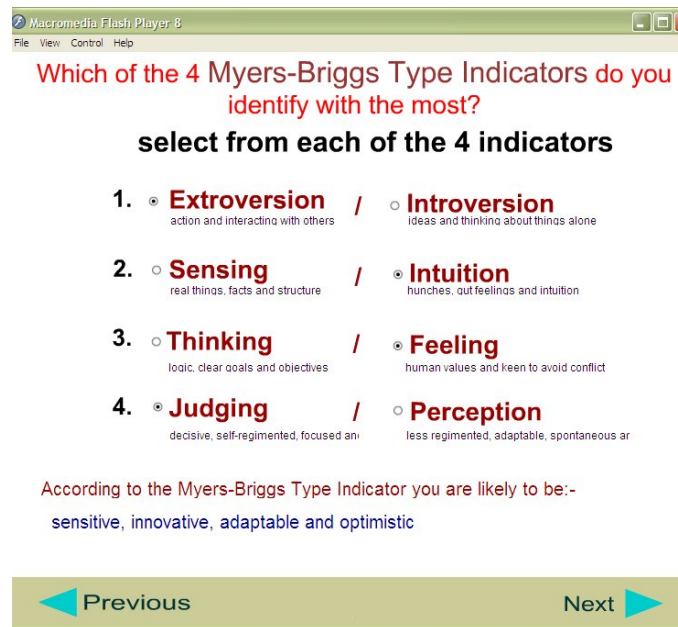 Macromedia Flash Player 8
File View Control Help
Which of the 4 Myers-Briggs Type Indicators do you
identify with the most?
select from each of the 4 indicators
1. Extroversion / Introversion
action and interacting with others ideas and thinking about things alone
2. Sensing / Intuition
real things, facts and structure hunches, gut feelings and intuition
3. Thinking / Feeling
logic, clear goals and objectives human values and keen to avoid conflict
4. Judging / Perception
decisive, self-regimented, focused an less regimented, adaptable, spontaneous ar
According to the Myers-Briggs Type Indicator you are likely to be:-
sensitive, innovative, adaptable and optimistic
Previous Next